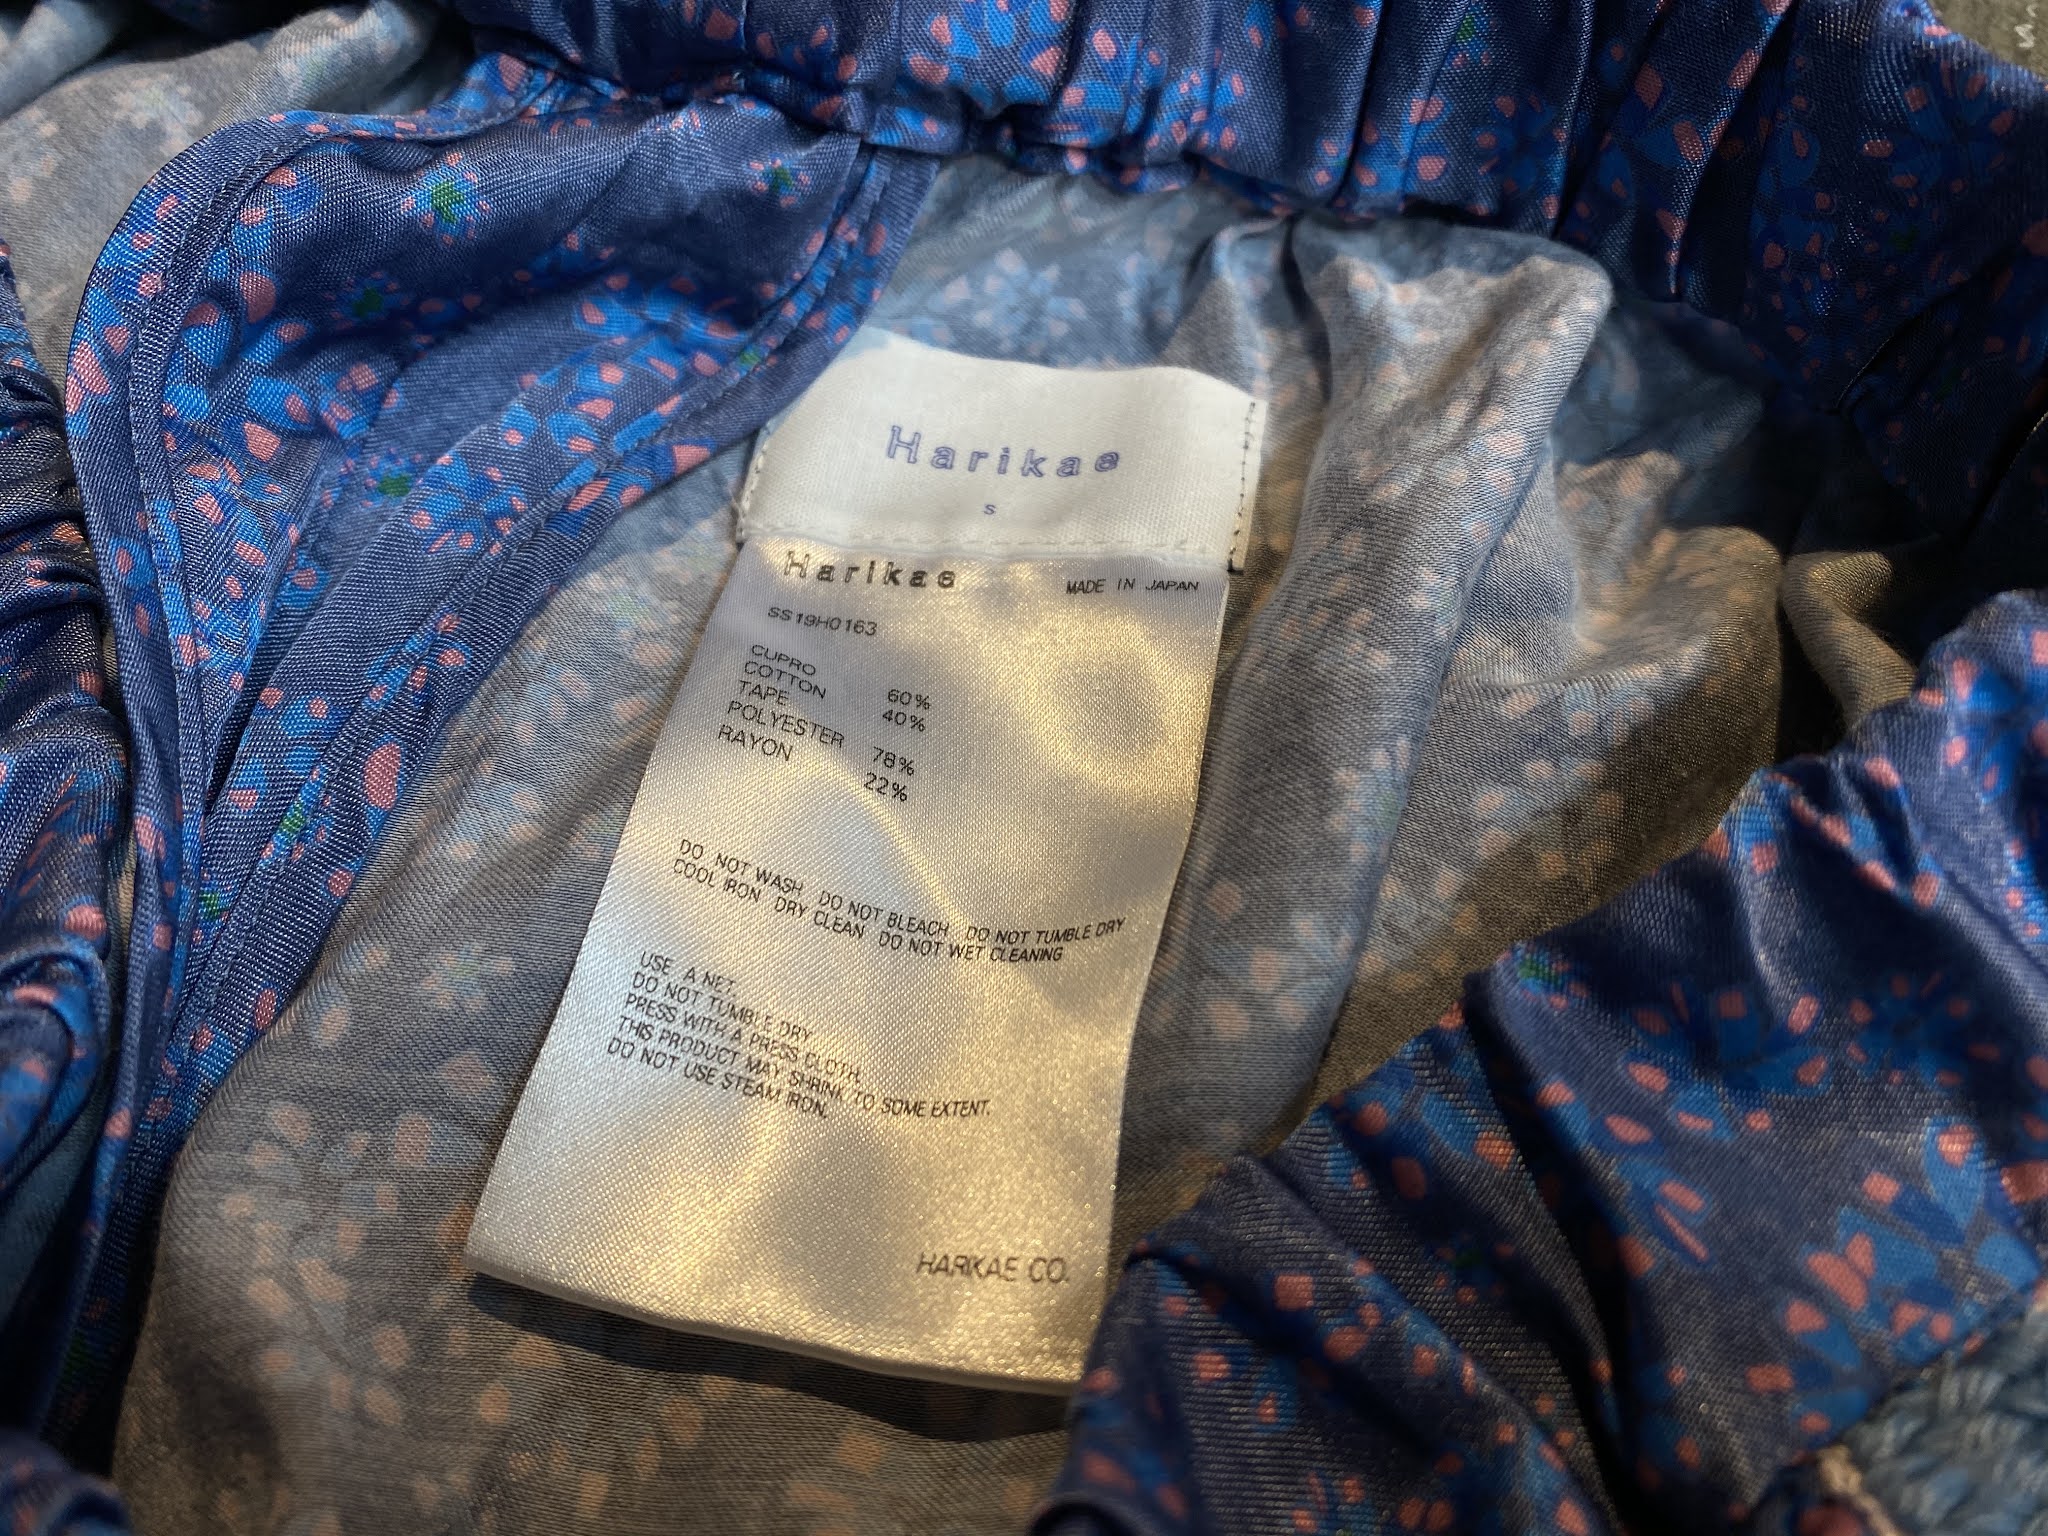 Harikae
S
Harikae MADE IN JAPAN
SS19H0163
CUPRO 60%
COTTON 40%
TAPE
POLYESTER 78%
RAYON 22%
DO NOT WASH DO NOT BLEACH DO NOT TUMBLE DRY
COOL IRON DRY CLEAN DO NOT WET CLEANING
USE A NET.
DO NOT TUMBLE DRY
PRESS WITH A PRESS CLOTH.
THIS PRODUCT MAY SHRINK TO SOME EXTENT.
DO NOT USE STEAM IRON.
HARIKAE CO.